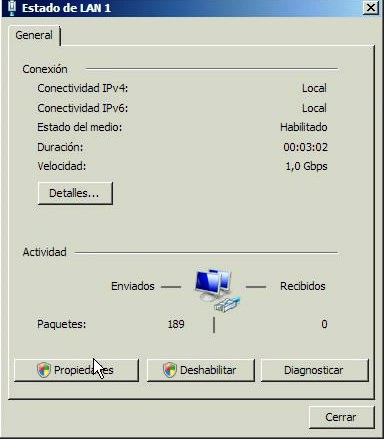 Estado de LAN 1
General
Conexión
Conectividad IPv4: Local
Conectividad IPv6: Local
Estado del medio: Habilitado
Duración: 00:03:02
Velocidad: 1,0 Gbps
Detalles...
Actividad
Enviados Recibidos
Paquetes: 189 0
Propiedades Deshabilitar Diagnosticar
Cerrar